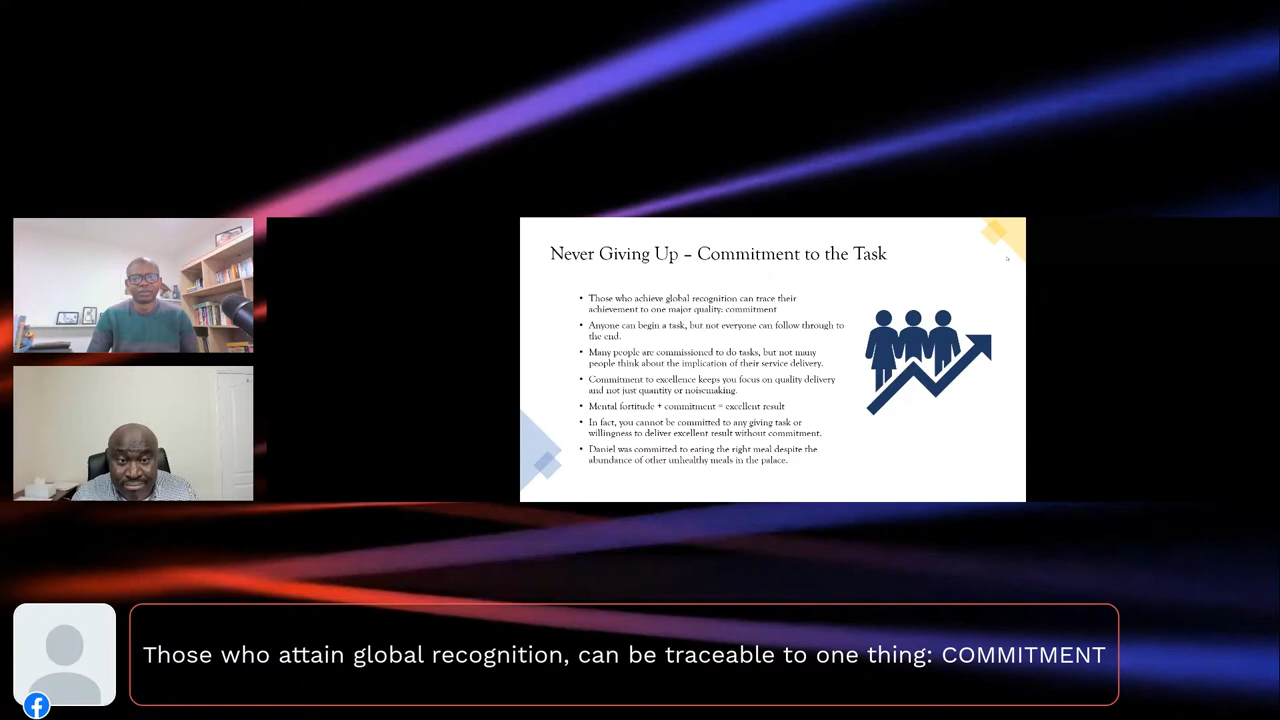 Never Giving Up – Commitment to the Task
• Those who achieve global recognition can trace their
achievement to one major quality: commitment
• Anyone can begin a task, but not everyone can follow through to
the end.
• Many people are commissioned to do tasks, but not many
people think about the implication of their service delivery.
• Commitment to excellence keeps you focus on quality delivery
and not just quantity or noisemaking.
• Mental fortitude + commitment = excellent result
• In fact, you cannot be committed to any giving task or
willingness to deliver excellent result without commitment.
• Daniel was committed to eating the right meal despite the
abundance of other unhealthy meals in the palace.
Those who attain global recognition, can be traceable to one thing: COMMITMENT